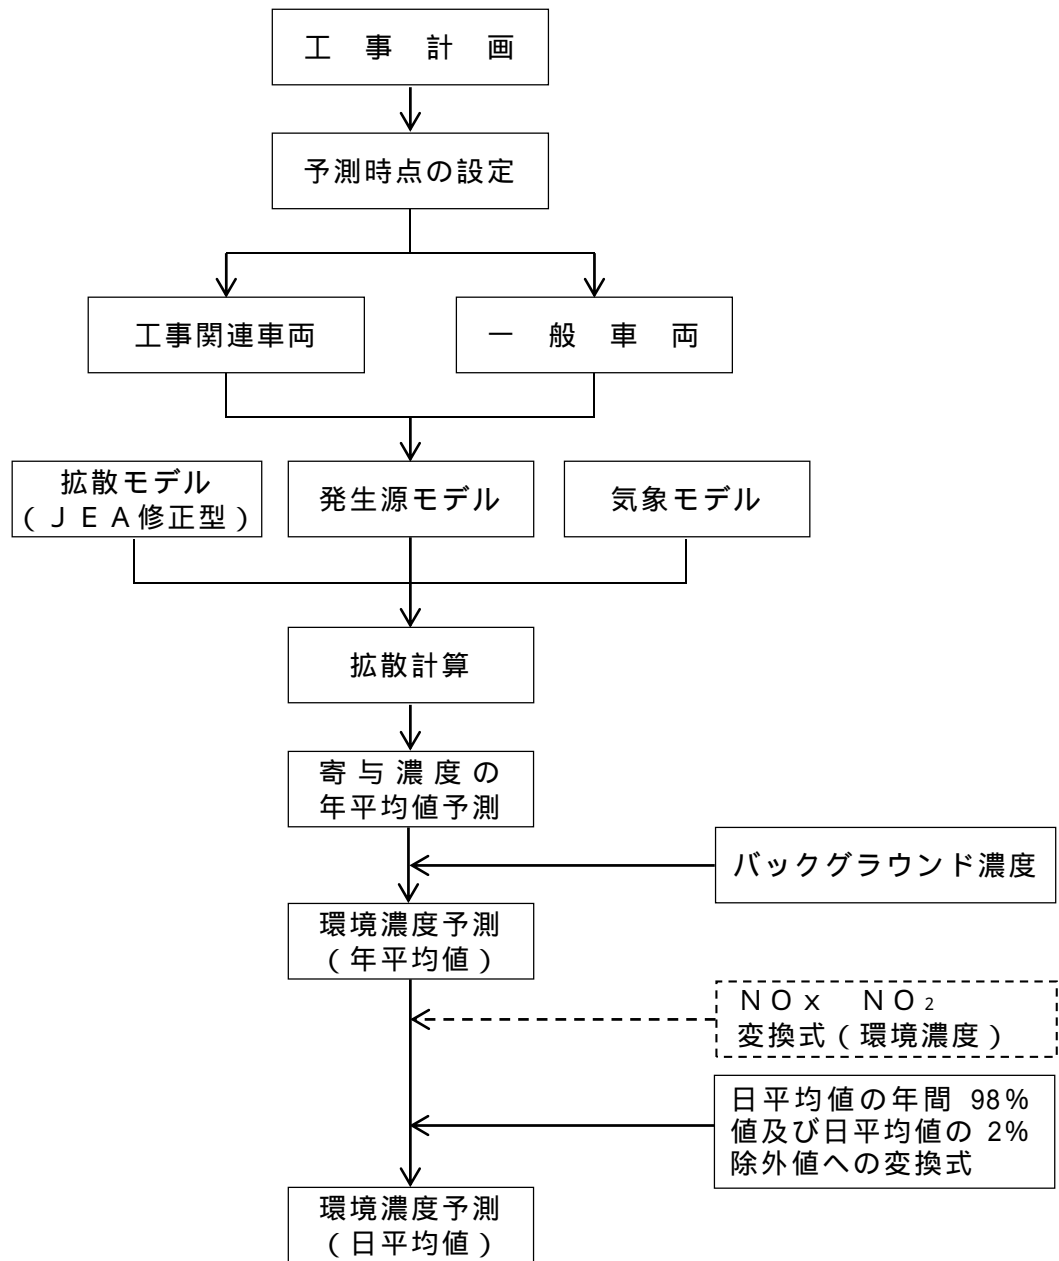 工 事 計 画
予測時点の設定
工事関連車両
一 般 車 両
拡散モデル
(ＪＥＡ修正型)
発生源モデル
気象モデル
拡散計算
寄与濃度の
年平均値予測
バックグラウンド濃度
環境濃度予測
(年平均値)
ＮＯｘ ＮＯ₂
変換式(環境濃度)
日平均値の年間 98%
値及び日平均値の 2%
除外値への変換式
環境濃度予測
(日平均値)